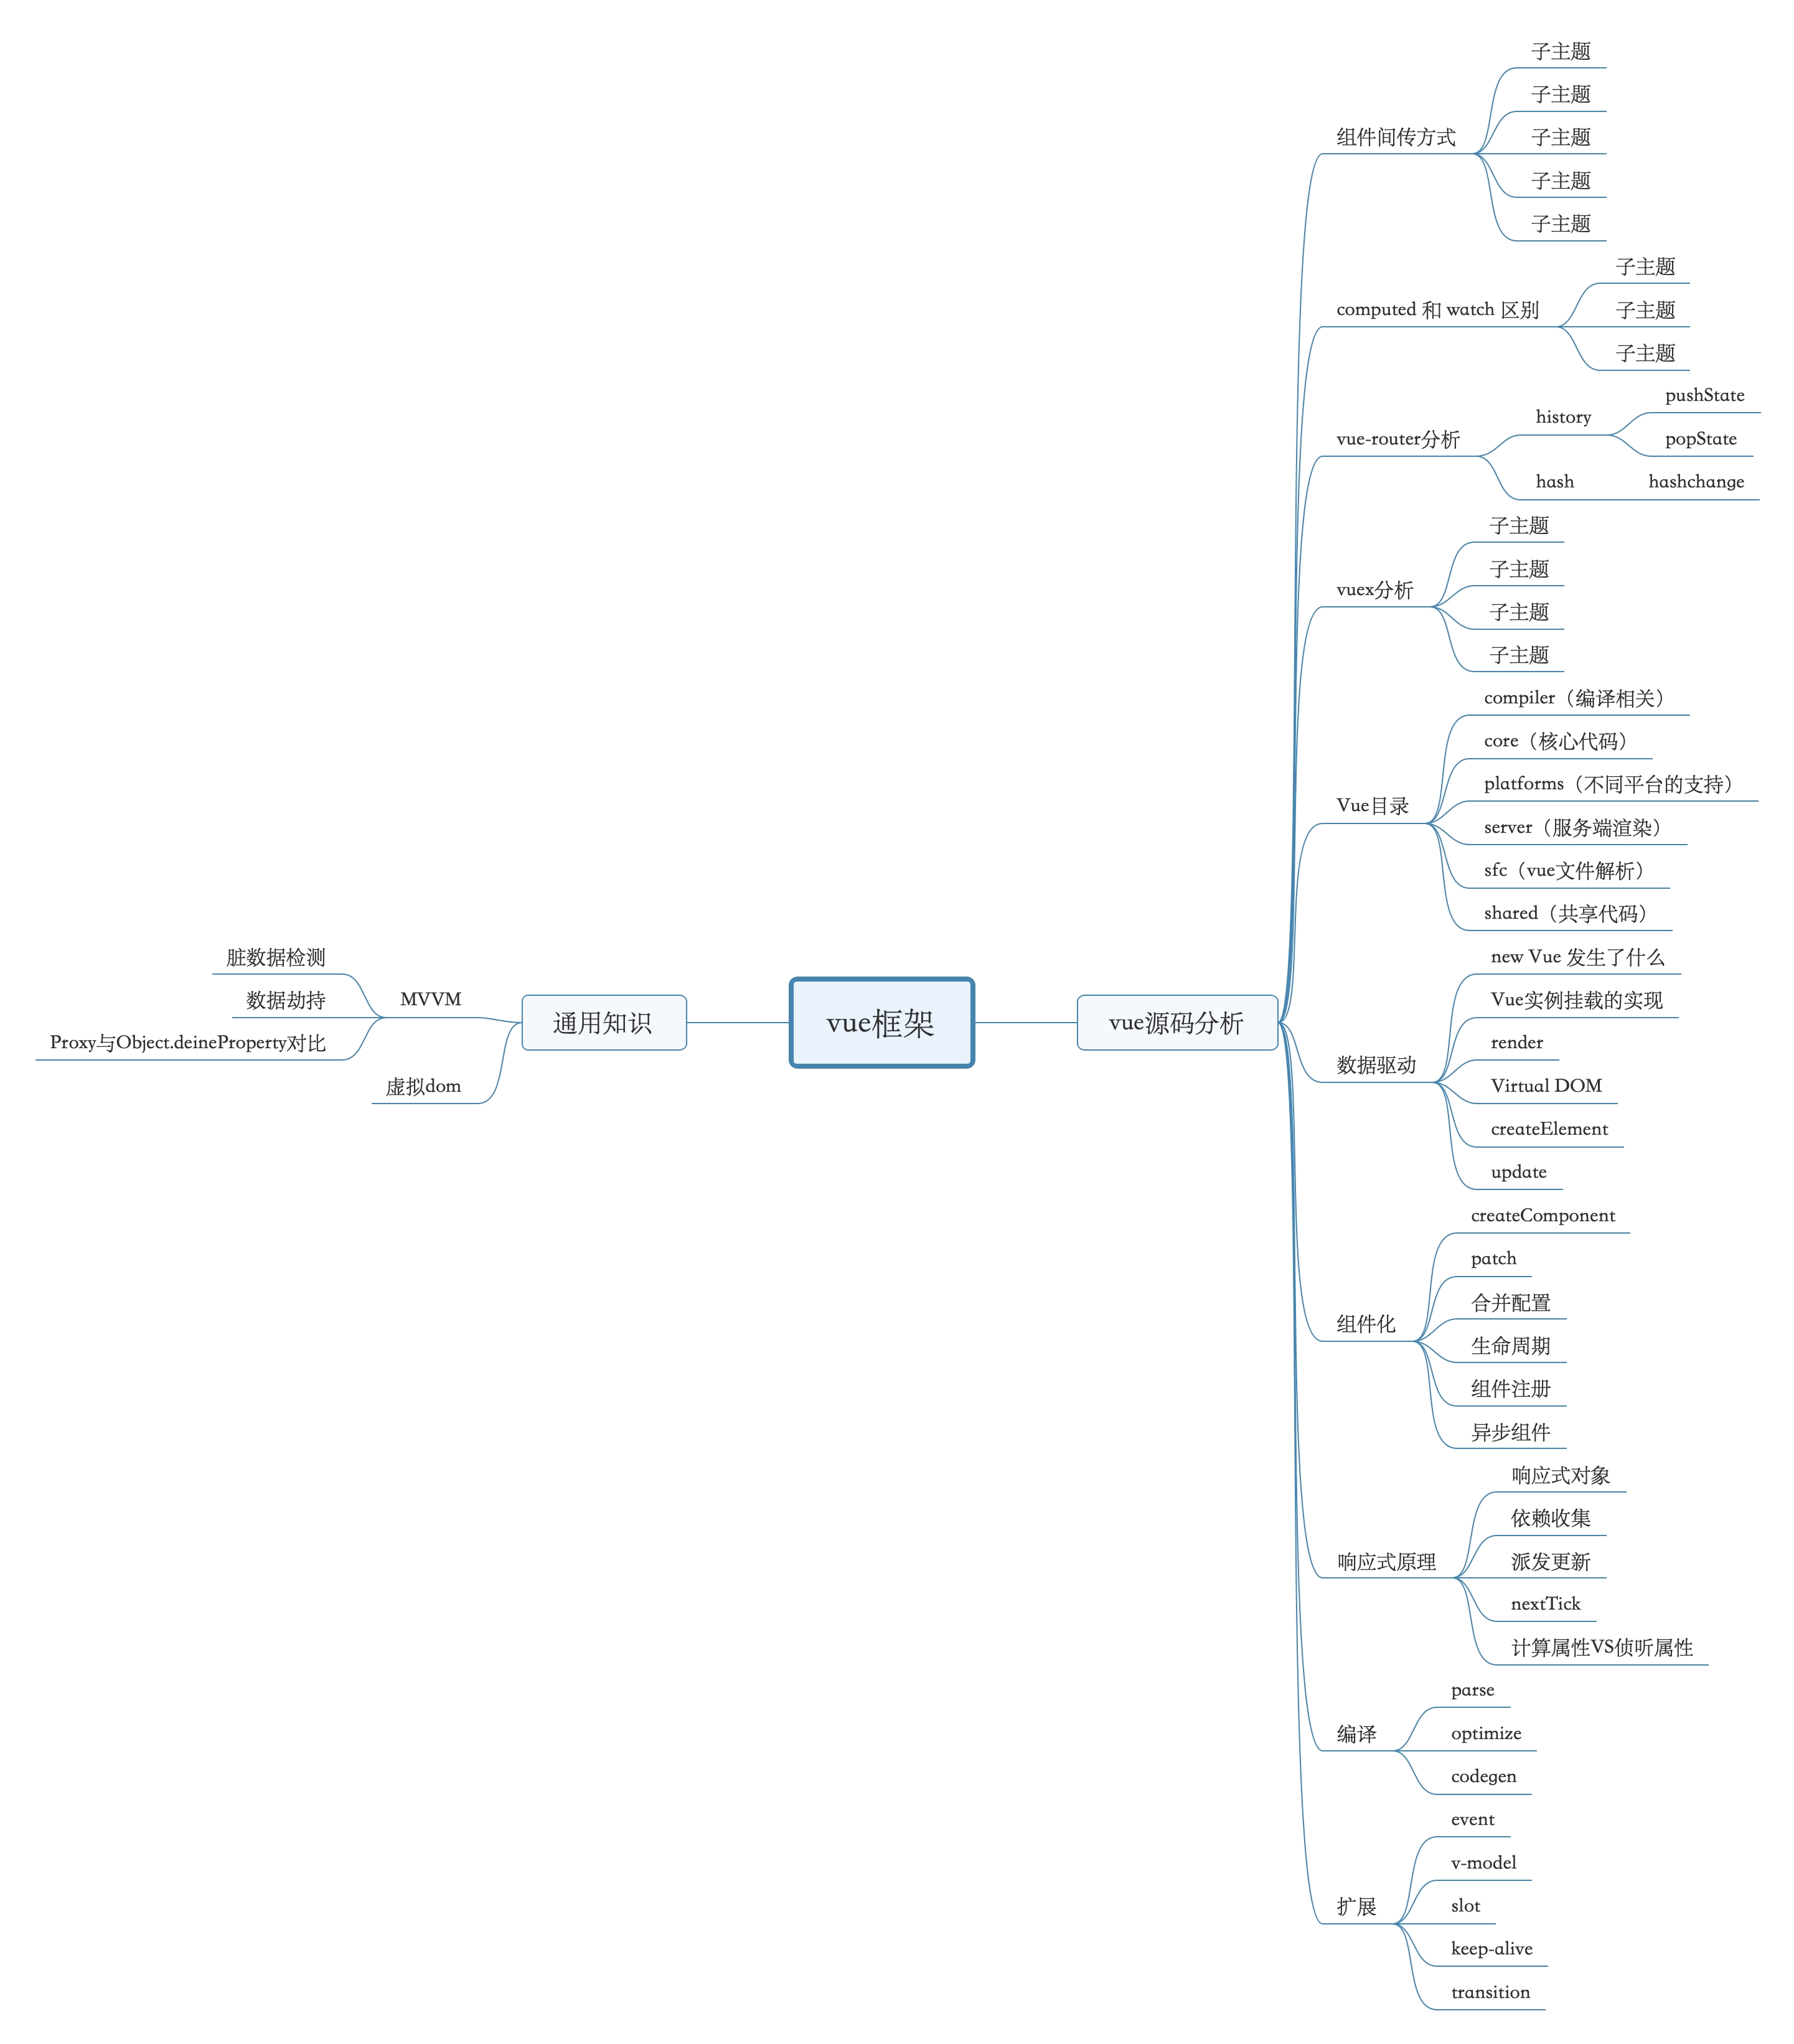 vue框架
通用知识
MVVM
脏数据检测
数据劫持
Proxy与Object.deineProperty对比
虚拟dom
vue源码分析
组件间传方式
子主题
子主题
子主题
子主题
子主题
computed 和 watch 区别
子主题
子主题
子主题
vue-router分析
history
pushState
popState
hash
hashchange
vuex分析
子主题
子主题
子主题
子主题
Vue目录
compiler（编译相关）
core（核心代码）
platforms（不同平台的支持）
server（服务端渲染）
sfc（vue文件解析）
shared（共享代码）
数据驱动
new Vue 发生了什么
Vue实例挂载的实现
render
Virtual DOM
createElement
update
组件化
createComponent
patch
合并配置
生命周期
组件注册
异步组件
响应式原理
响应式对象
依赖收集
派发更新
nextTick
计算属性VS侦听属性
编译
parse
optimize
codegen
扩展
event
v-model
slot
keep-alive
transition